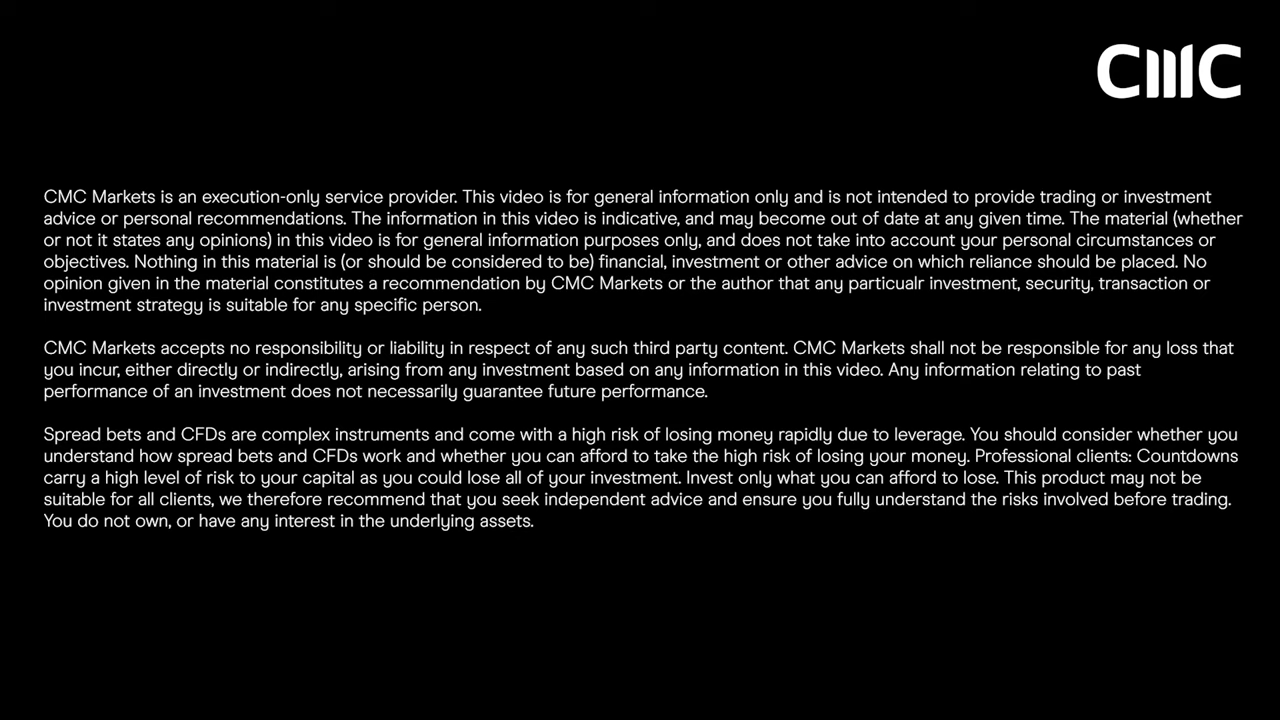 CMC
CMC Markets is an execution-only service provider. This video is for general information only and is not intended to provide trading or investment
advice or personal recommendations. The information in this video is indicative, and may become out of date at any given time. The material (whether
or not it states any opinions) in this video is for general information purposes only, and does not take into account your personal circumstances or
objectives. Nothing in this material is (or should be considered to be) financial, investment or other advice on which reliance should be placed. No
opinion given in the material constitutes a recommendation by CMC Markets or the author that any particualr investment, security, transaction or
investment strategy is suitable for any specific person.
CMC Markets accepts no responsibility or liability in respect of any such third party content. CMC Markets shall not be responsible for any loss that
you incur, either directly or indirectly, arising from any investment based on any information in this video. Any information relating to past
performance of an investment does not necessarily guarantee future performance.
Spread bets and CFDs are complex instruments and come with a high risk of losing money rapidly due to leverage. You should consider whether you
understand how spread bets and CFDs work and whether you can afford to take the high risk of losing your money. Professional clients: Countdowns
carry a high level of risk to your capital as you could lose all of your investment. Invest only what you can afford to lose. This product may not be
suitable for all clients, we therefore recommend that you seek independent advice and ensure you fully understand the risks involved before trading.
You do not own, or have any interest in the underlying assets.